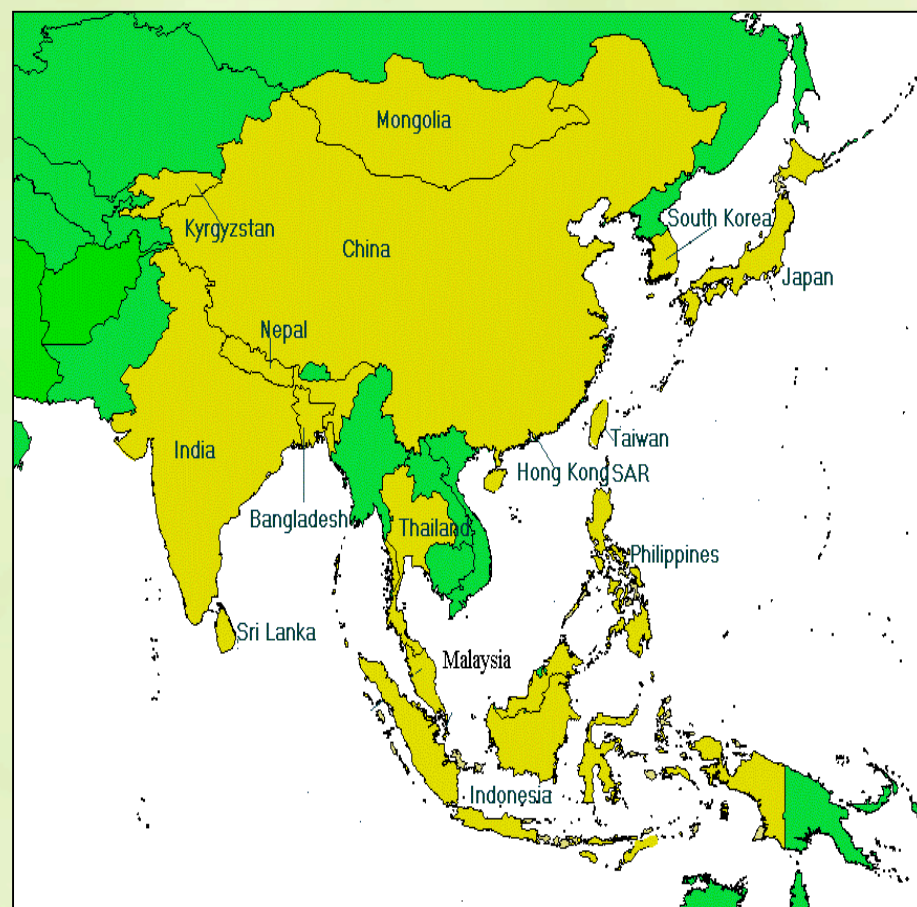 Mongolia
South Korea
Kyrgyzstan
China
Japan
Nepal
Taiwan
India
Hong Kong SAR
Bangladesh
Thailand
Philippines
Sri Lanka
Malaysia
Indonesia